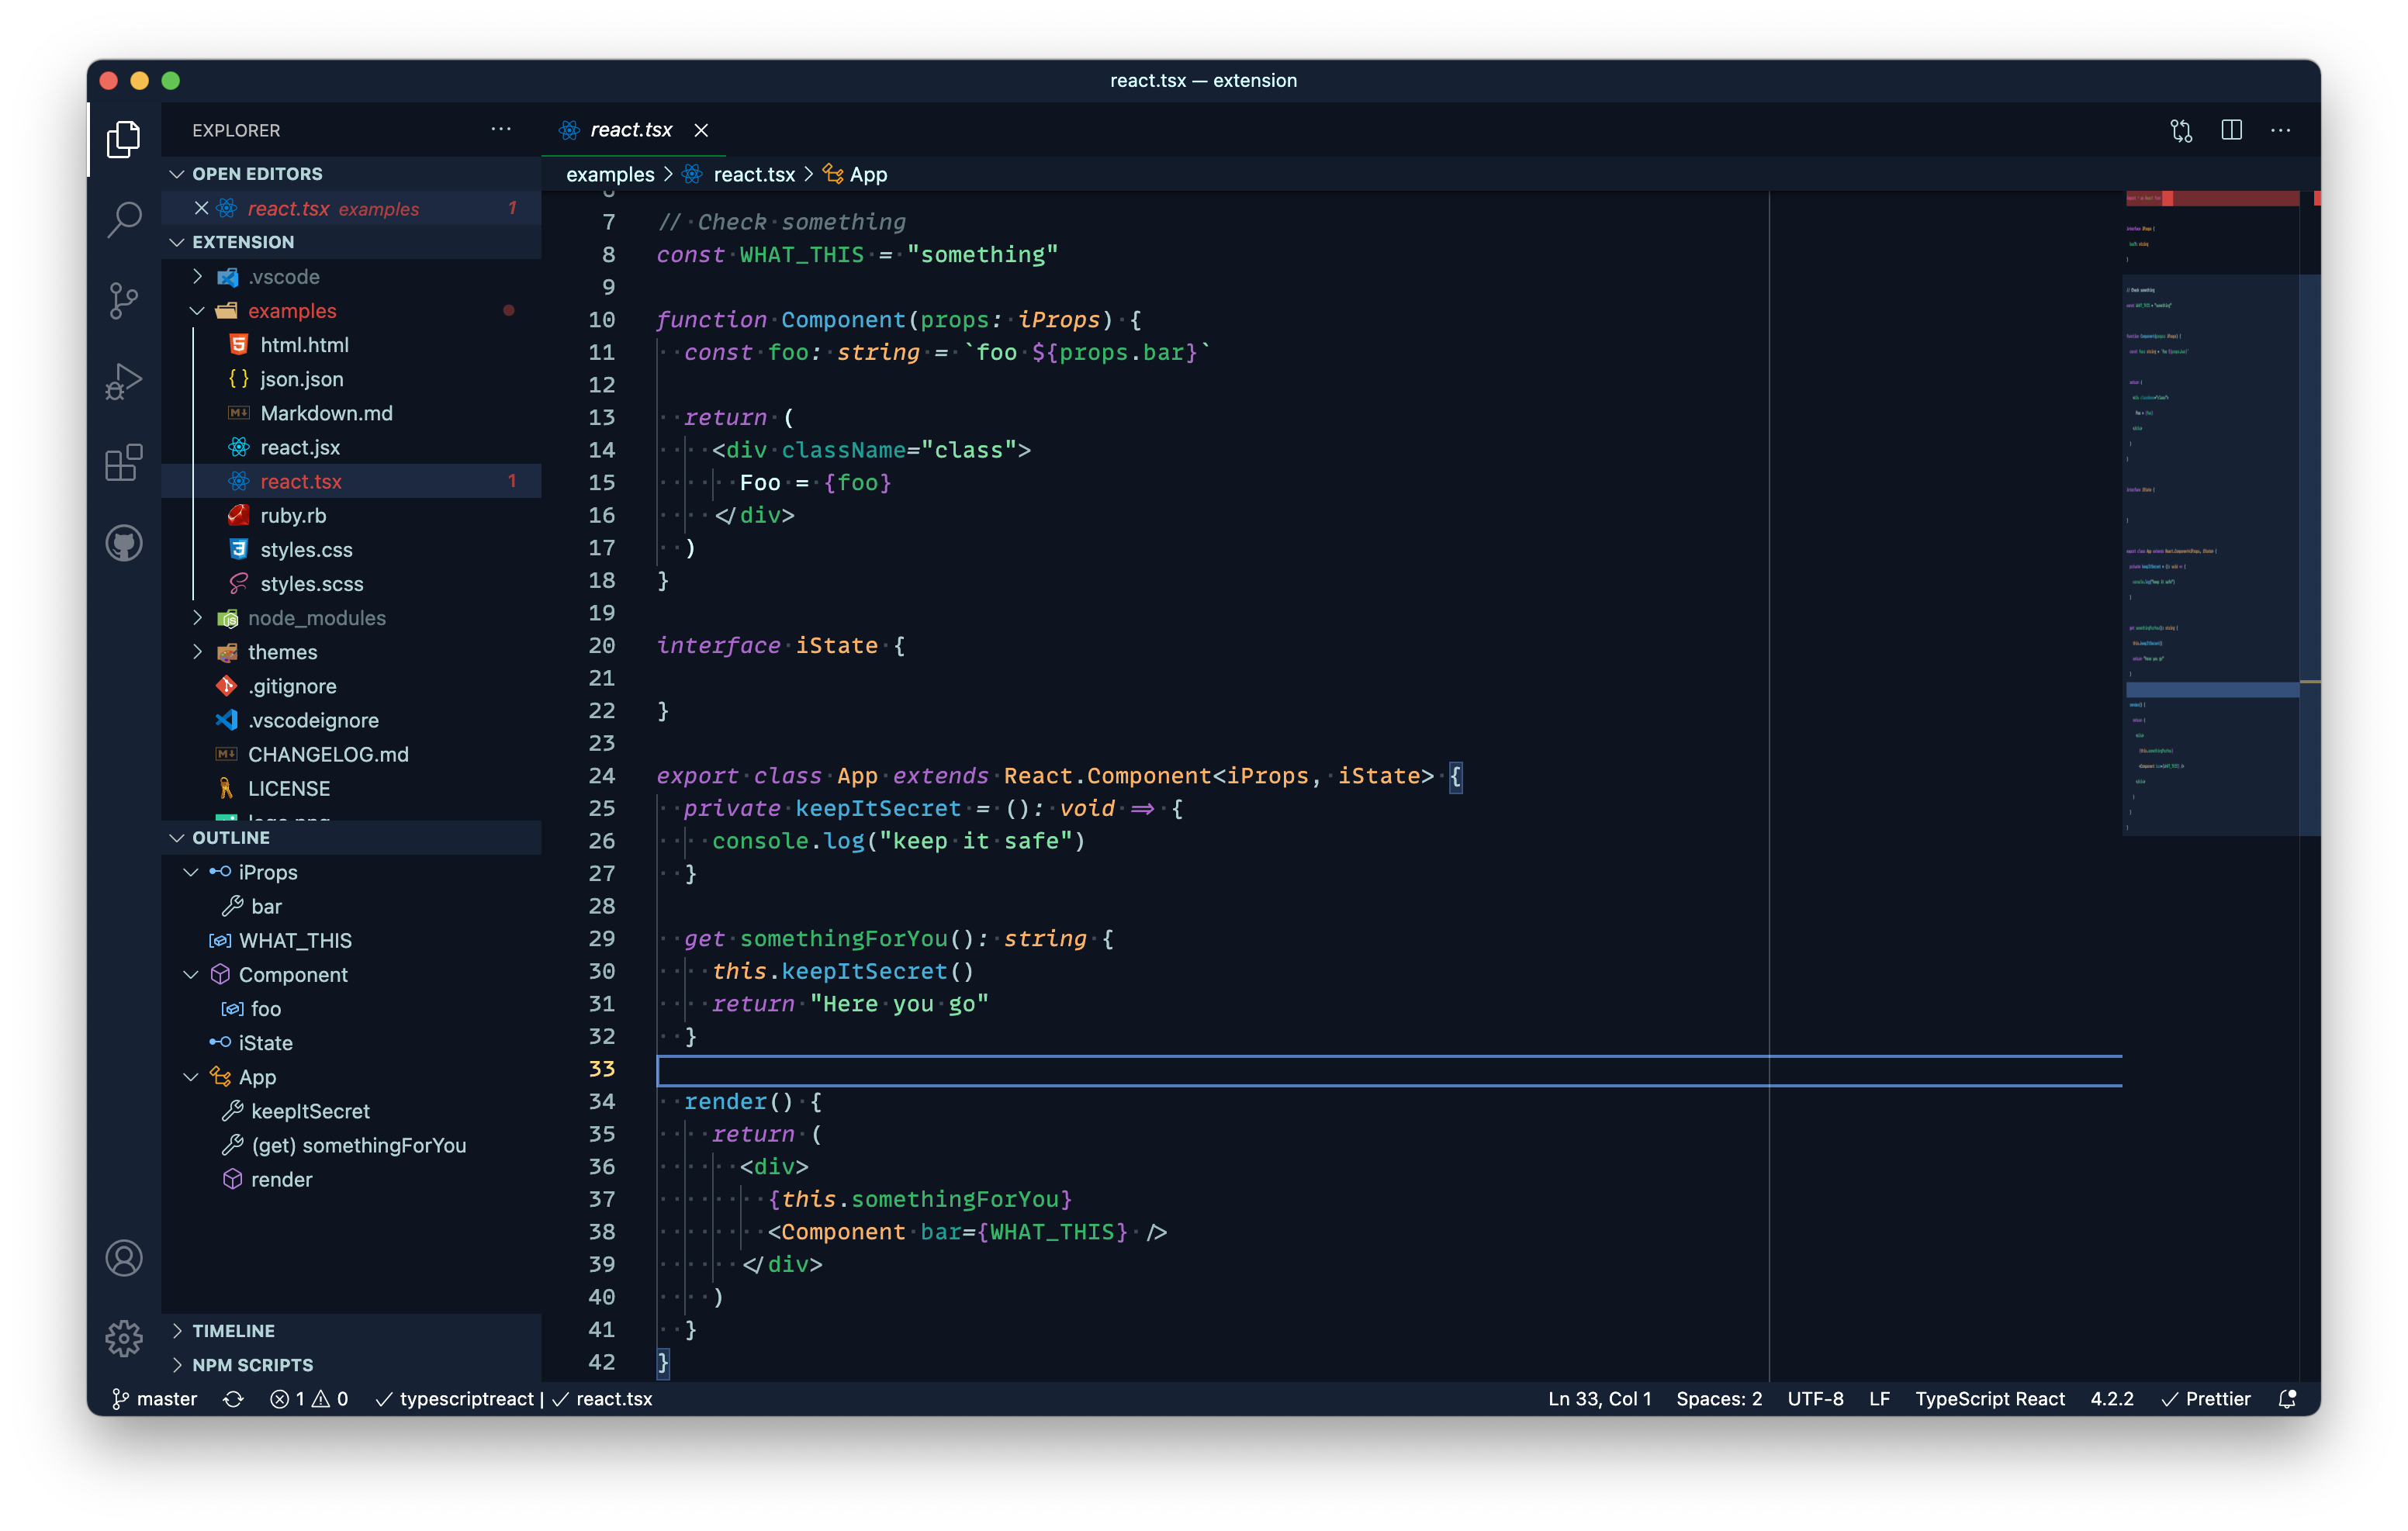 react.tsx — extension
EXPLORER
react.tsx
OPEN EDITORS
react.tsx examples 1
EXTENSION
.vscode
examples
html.html
json.json
Markdown.md
react.jsx
react.tsx 1
ruby.rb
styles.css
styles.scss
node_modules
themes
.gitignore
.vscodeignore
CHANGELOG.md
LICENSE
OUTLINE
iProps
bar
WHAT_THIS
Component
foo
iState
App
keepItSecret
(get) somethingForYou
render
TIMELINE
NPM SCRIPTS
examples > react.tsx > App
7 // Check something
8 const WHAT_THIS = "something"
9
10 function Component(props: iProps) {
11 const foo: string = `foo ${props.bar}`
12
13 return (
14 <div className="class">
15 Foo = {foo}
16 </div>
17 )
18 }
19
20 interface iState {
21
22 }
23
24 export class App extends React.Component<iProps, iState> {
25 private keepItSecret = (): void => {
26 console.log("keep it safe")
27 }
28
29 get somethingForYou(): string {
30 this.keepItSecret()
31 return "Here you go"
32 }
33
34 render() {
35 return (
36 <div>
37 {this.somethingForYou}
38 <Component bar={WHAT_THIS} />
39 </div>
40 )
41 }
42 }
master 1 0 typescriptreact | react.tsx Ln 33, Col 1 Spaces: 2 UTF-8 LF TypeScript React 4.2.2 Prettier